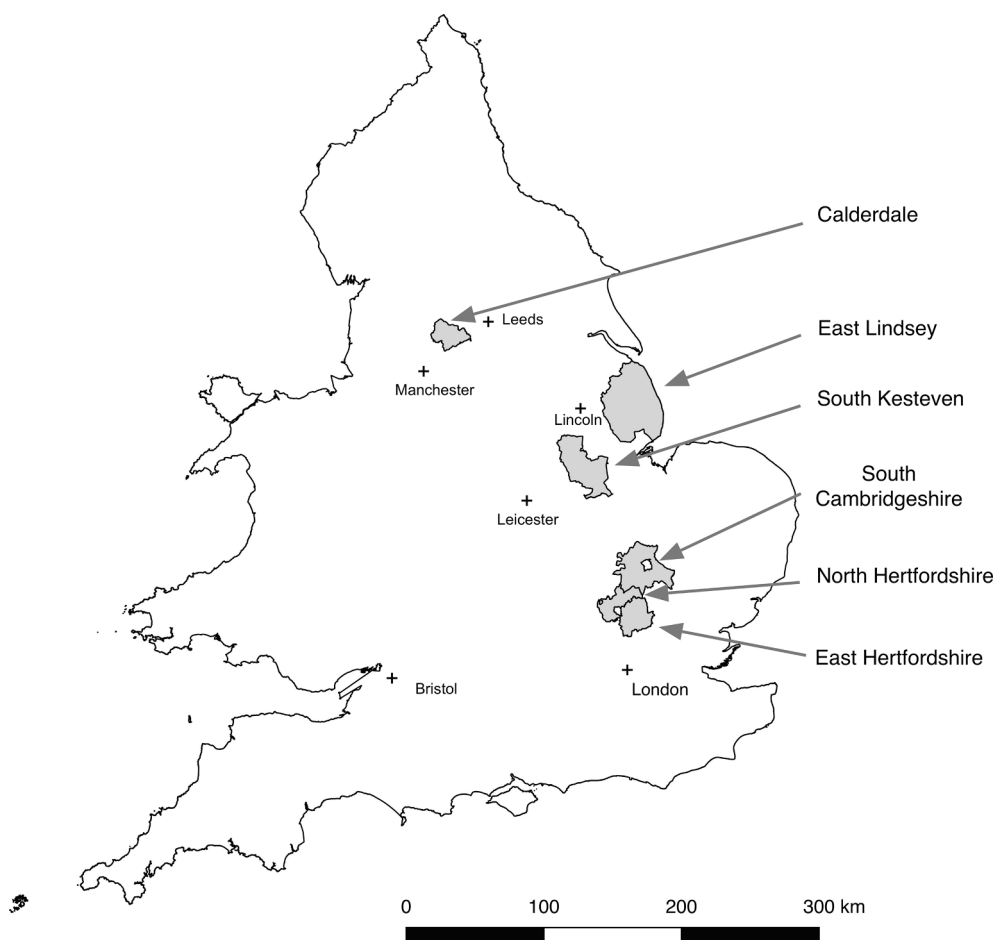 Calderdale
Leeds
East Lindsey
Manchester
South Kesteven
Lincoln
South
Cambridgeshire
Leicester
North Hertfordshire
East Hertfordshire
Bristol
London
0 100 200 300 km